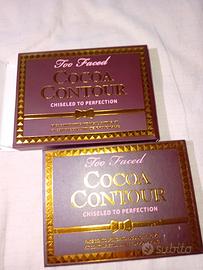 Too Faced
COCOA
CONTOUR
CHISELED TO PERFECTION
Too Faced
COCOA
CONTOUR
CHISELED TO PERFECTION
subito